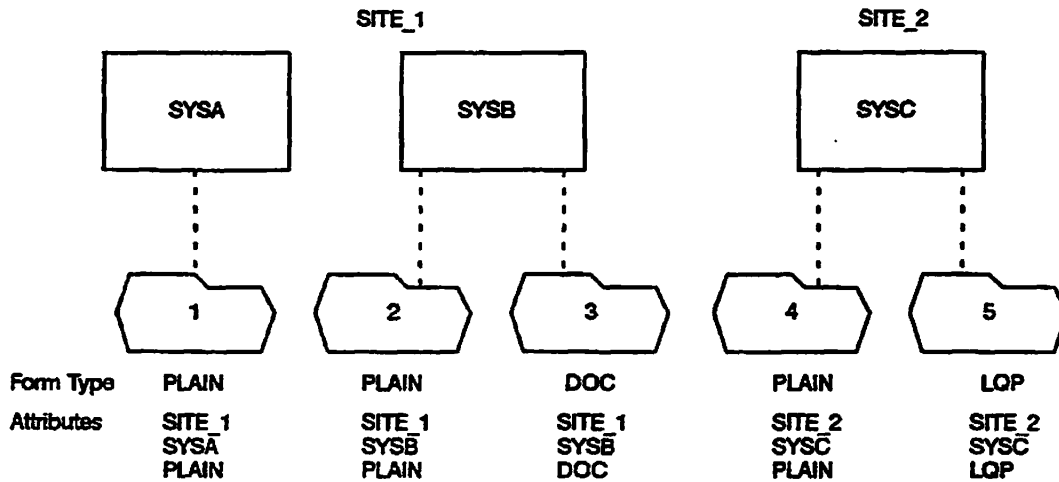 SITE_1 SITE_2
SYSA SYSB SYSC
1 2 3 4 5
Form Type PLAIN PLAIN DOC PLAIN LQP
Attributes SITE_1 SITE_1 SITE_1 SITE_2 SITE_2
SYSA SYSB SYSB SYSC SYSC
PLAIN PLAIN DOC PLAIN LQP